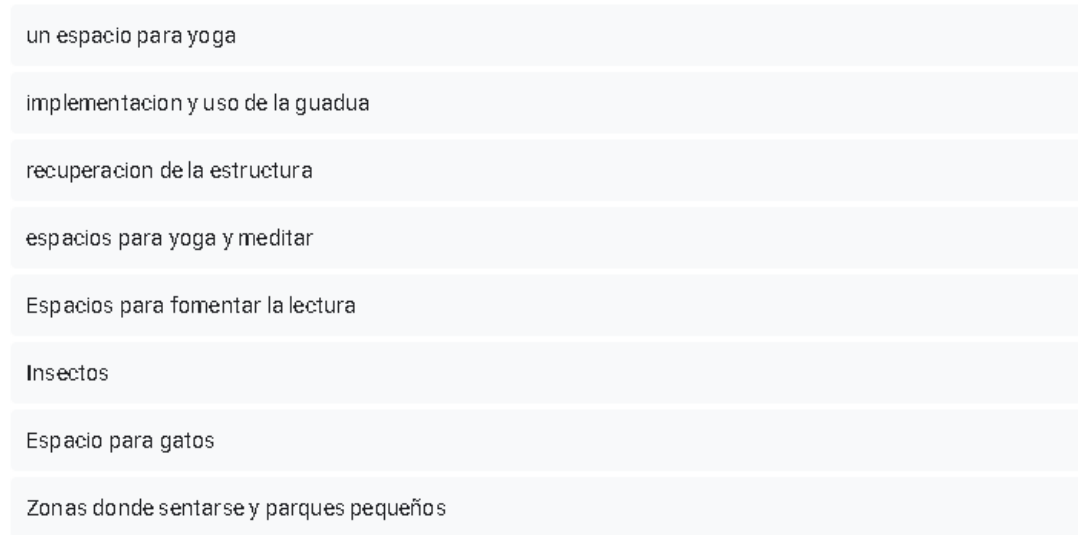 un espacio para yoga
implementacion y uso de la guadua
recuperacion de la estructura
espacios para yoga y meditar
Espacios para fomentar la lectura
Insectos
Espacio para gatos
Zonas donde sentarse y parques pequeños